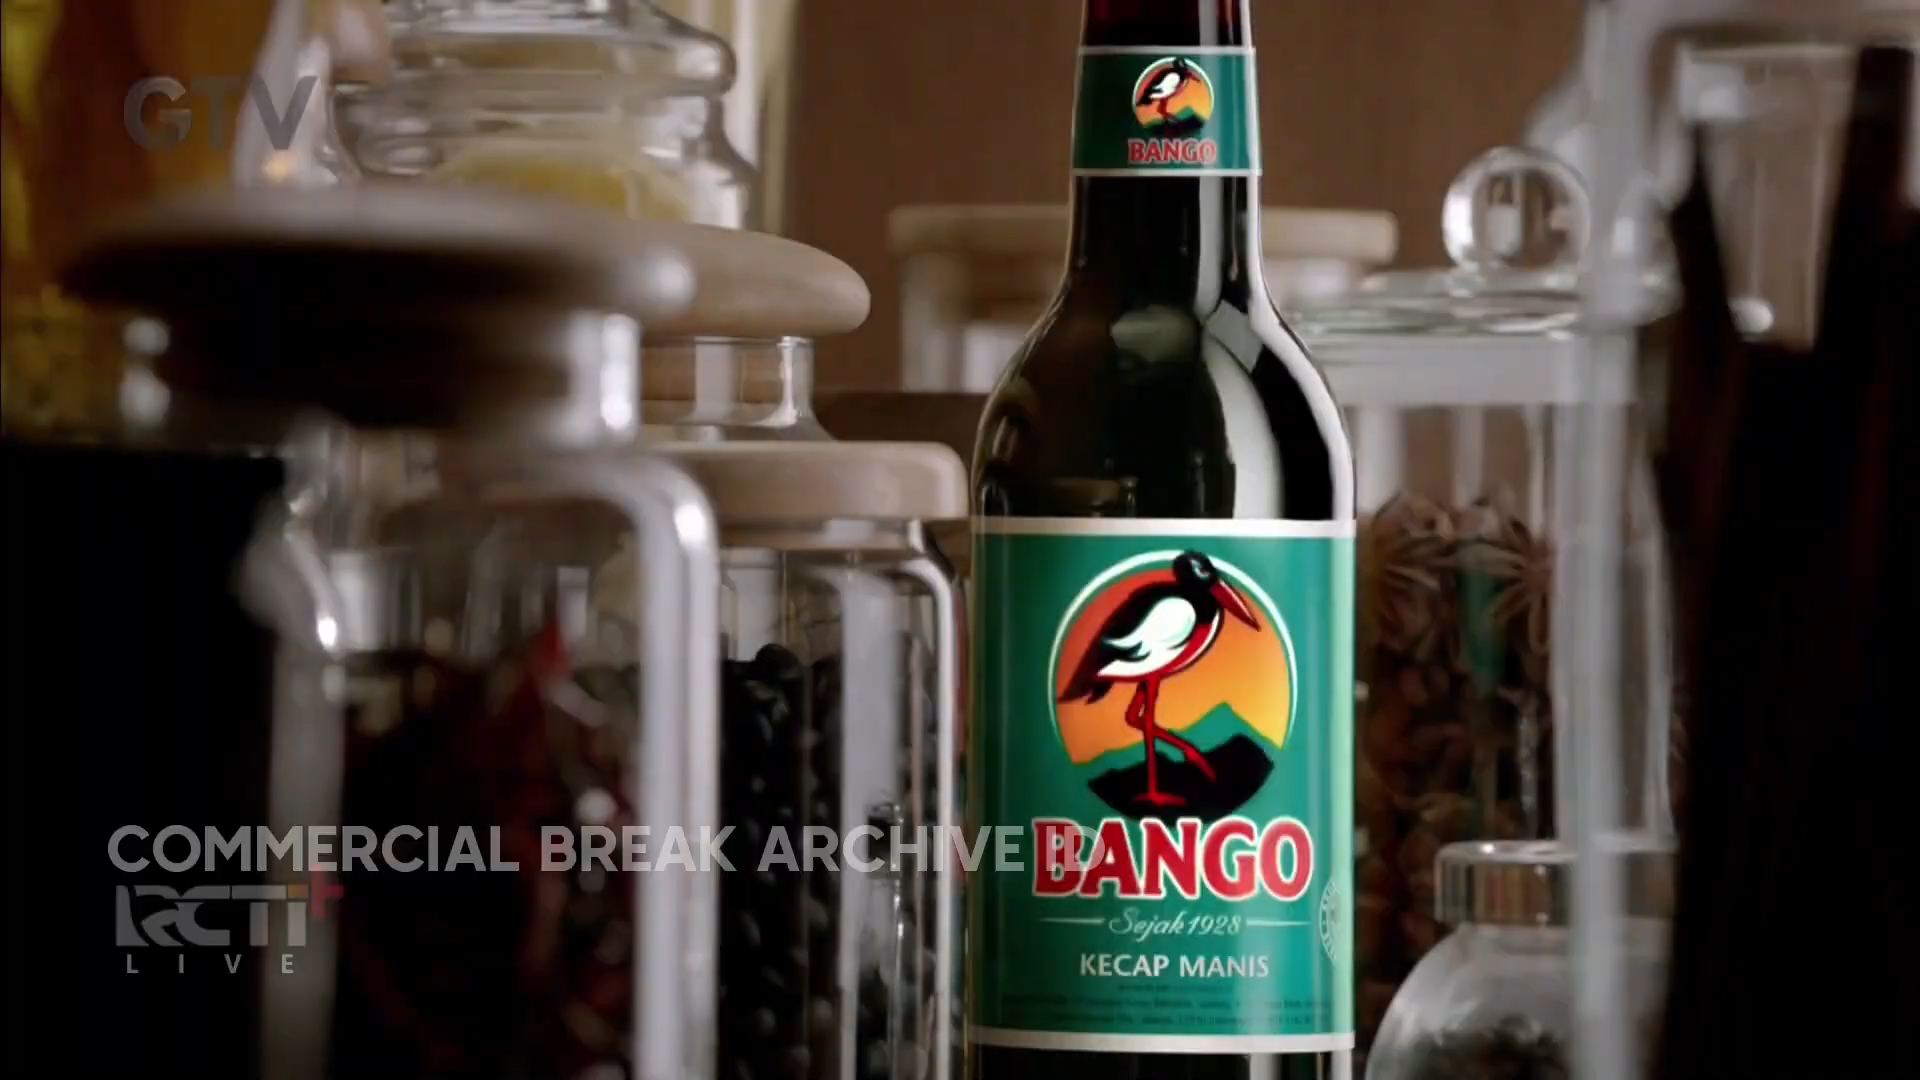 GTV
BANGO
COMMERCIAL BREAK ARCHIVE ID
BANGO
RCTI+
LIVE
Sejak 1928
KECAP MANIS